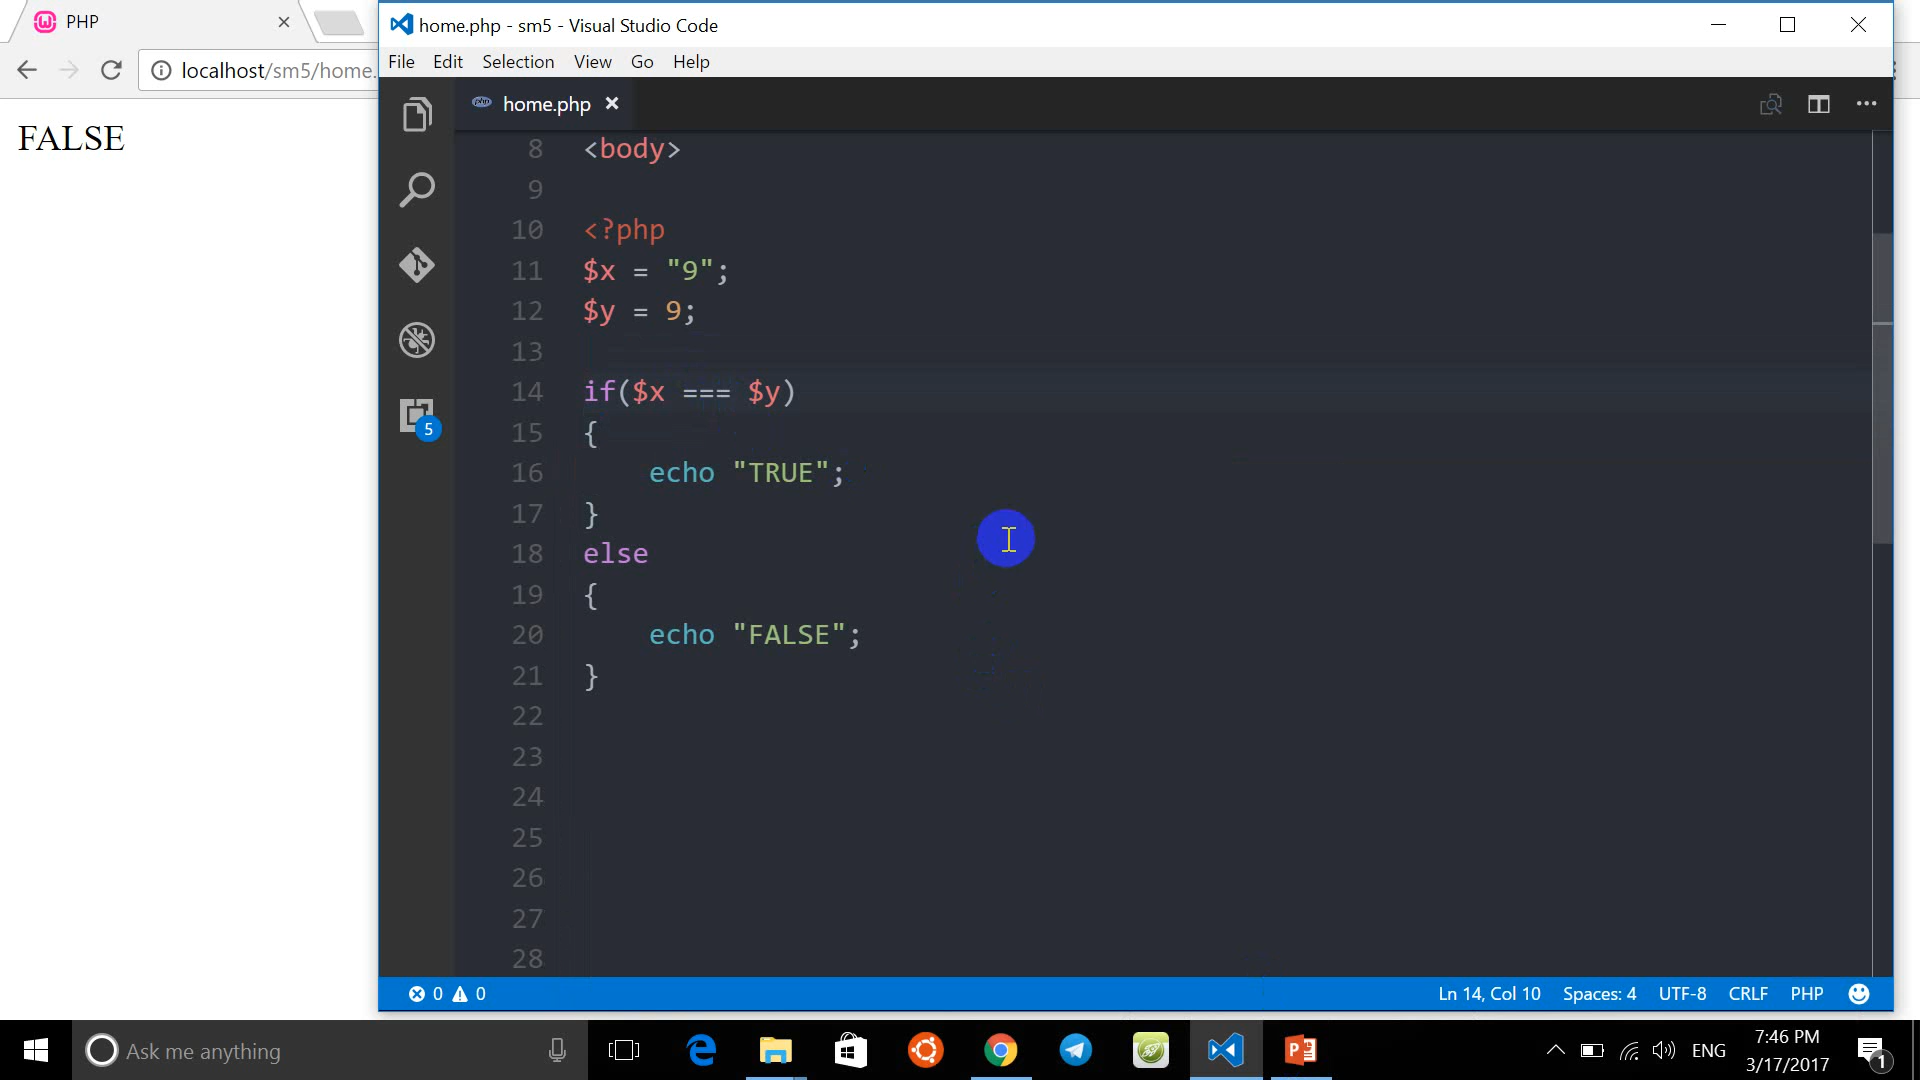 PHP
localhost/sm5/home.
FALSE
home.php - sm5 - Visual Studio Code
File Edit Selection View Go Help
php home.php
8 <body>
9
10 <?php
11 $x = "9";
12 $y = 9;
13
14 if($x === $y)
15 {
16 echo "TRUE";
17 }
18 else
19 {
20 echo "FALSE";
21 }
22
23
24
25
26
27
28
5
0 0
Ln 14, Col 10 Spaces: 4 UTF-8 CRLF PHP
Ask me anything
ENG
7:46 PM
3/17/2017
1